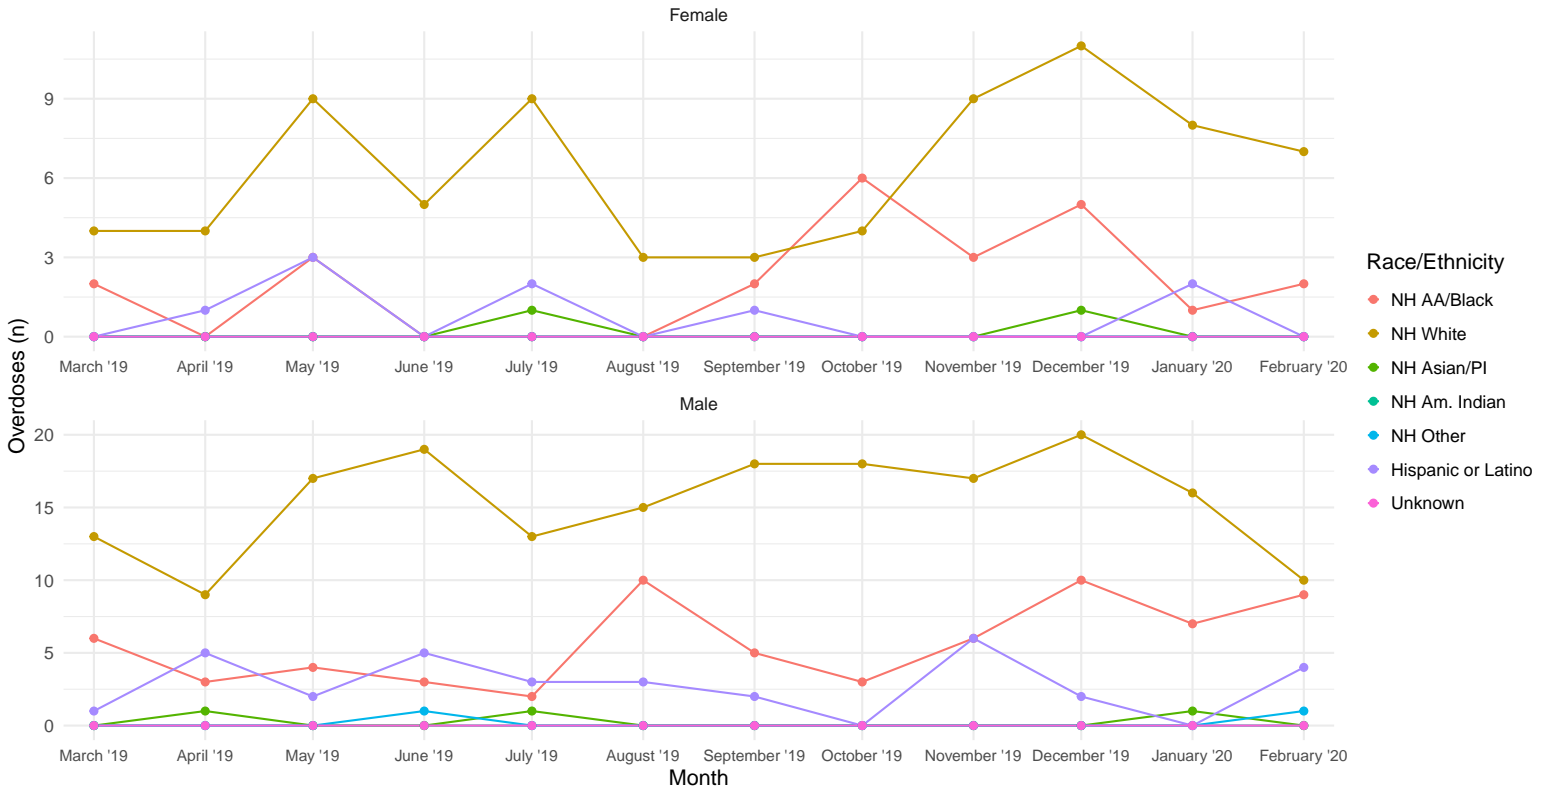 Female
9
6
3
0
March '19 April '19 May '19 June '19 July '19 August '19 September '19 October '19 November '19 December '19 January '20 February '20
Overdoses (n)
Male
20
15
10
5
0
March '19 April '19 May '19 June '19 July '19 August '19 September '19 October '19 November '19 December '19 January '20 February '20
Month
Race/Ethnicity
NH AA/Black
NH White
NH Asian/PI
NH Am. Indian
NH Other
Hispanic or Latino
Unknown